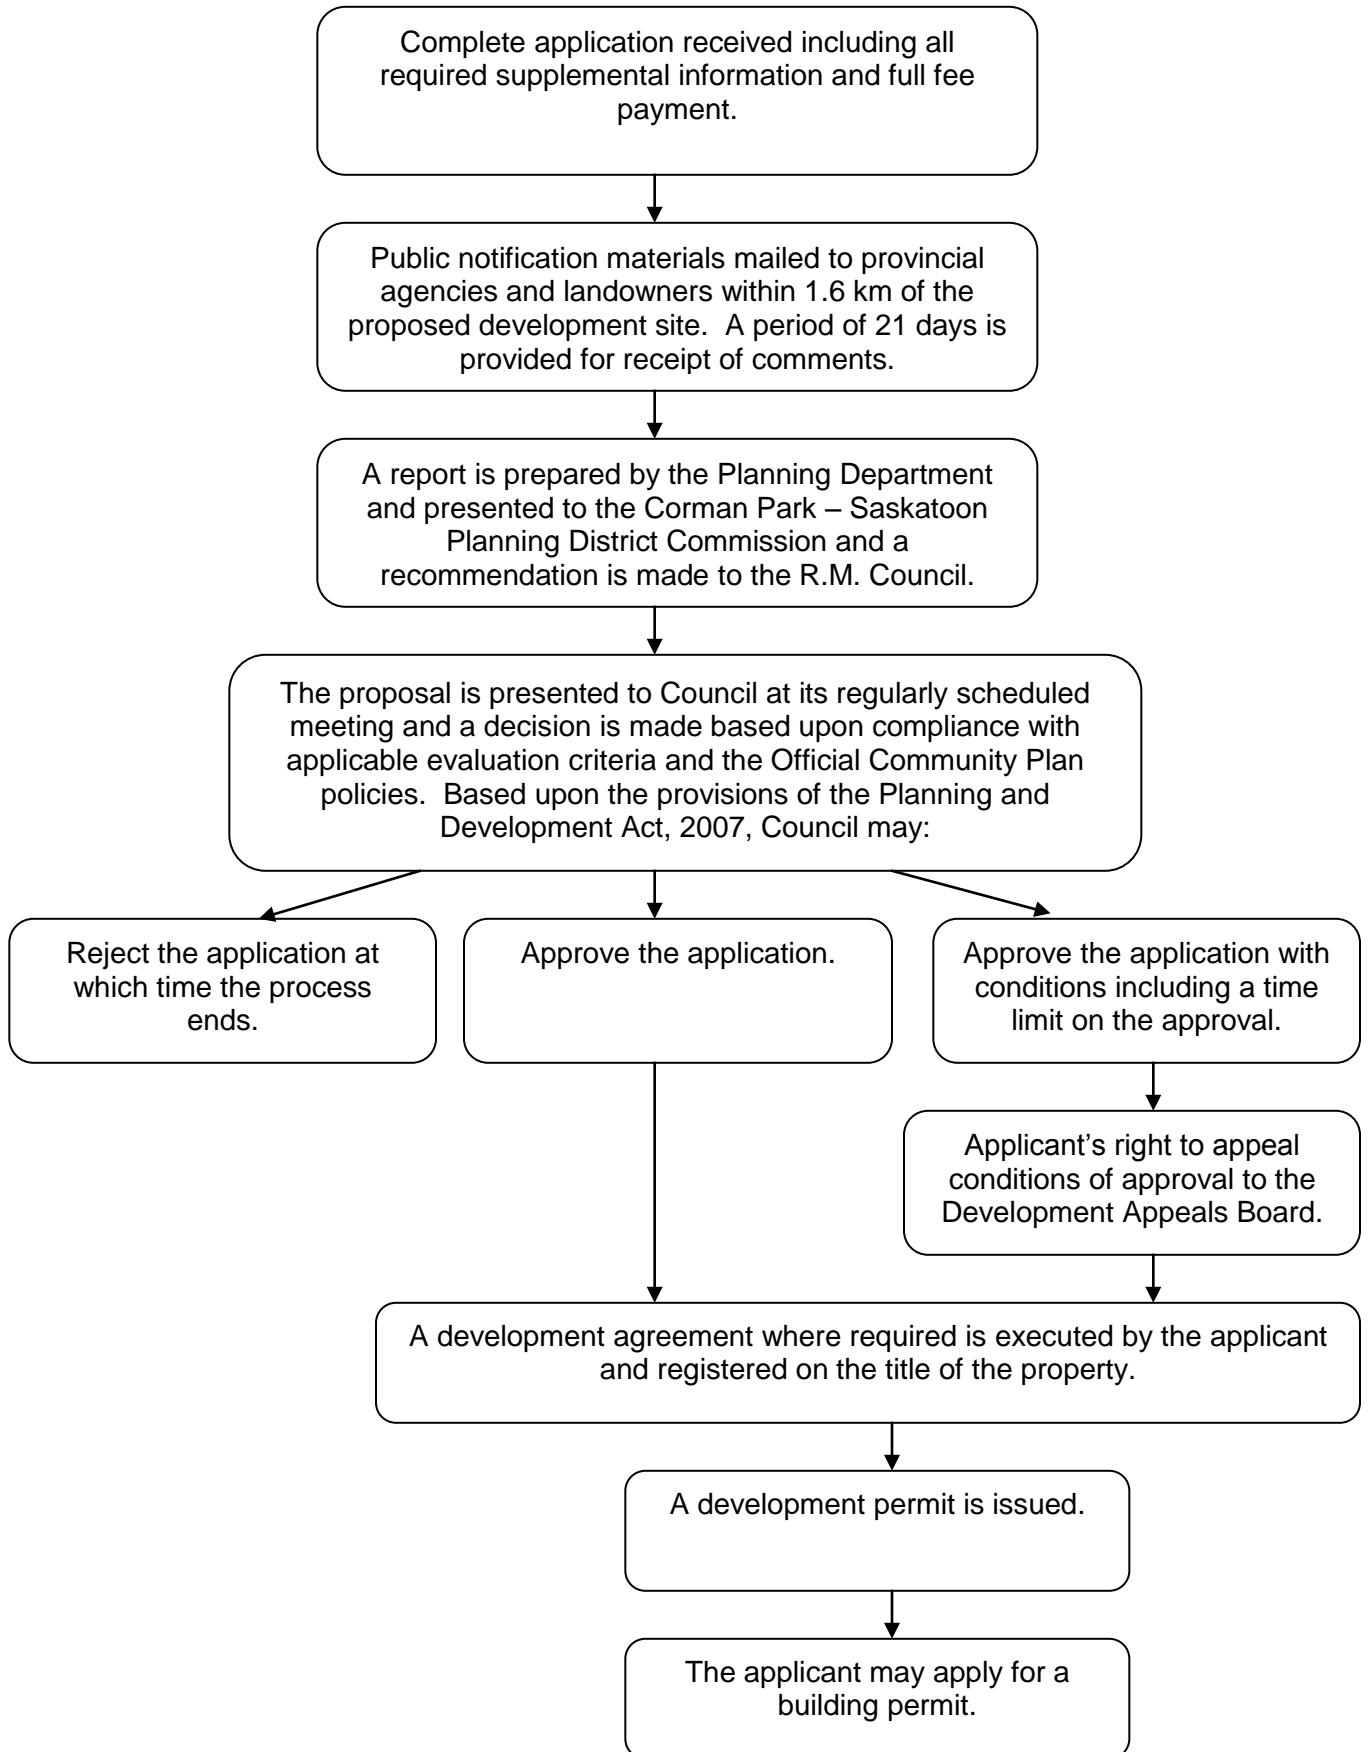 Complete application received including all
required supplemental information and full fee
payment.
Public notification materials mailed to provincial
agencies and landowners within 1.6 km of the
proposed development site.  A period of 21 days is
provided for receipt of comments.
A report is prepared by the Planning Department
and presented to the Corman Park – Saskatoon
Planning District Commission and a
recommendation is made to the R.M. Council.
The proposal is presented to Council at its regularly scheduled
meeting and a decision is made based upon compliance with
applicable evaluation criteria and the Official Community Plan
policies.  Based upon the provisions of the Planning and
Development Act, 2007, Council may:
Reject the application at
which time the process
ends.
Approve the application.
Approve the application with
conditions including a time
limit on the approval.
Applicant’s right to appeal
conditions of approval to the
Development Appeals Board.
A development agreement where required is executed by the applicant
and registered on the title of the property.
A development permit is issued.
The applicant may apply for a
building permit.